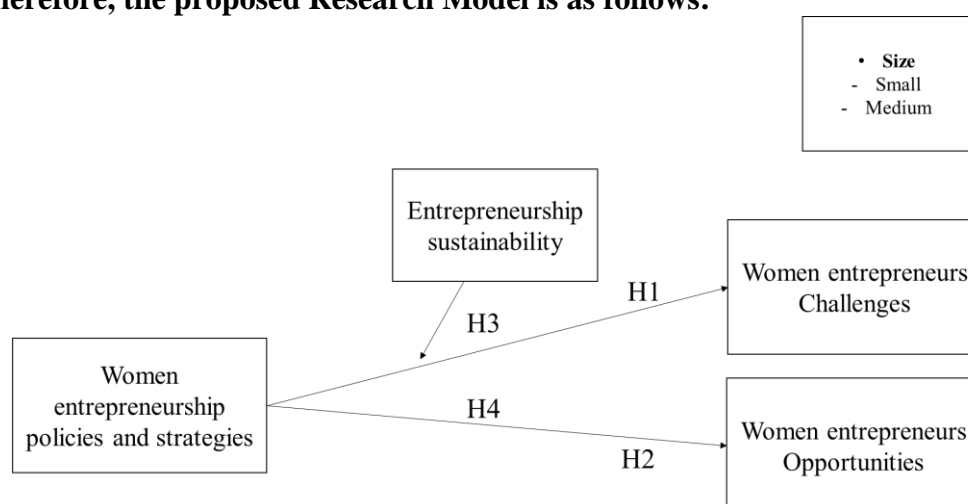 herefore, the proposed Research Model is as follows:
• Size
- Small
- Medium
Entrepreneurship
sustainability
H1
Women entrepreneurs
Challenges
H3
Women
entrepreneurship
policies and strategies
H4
H2
Women entrepreneurs
Opportunities